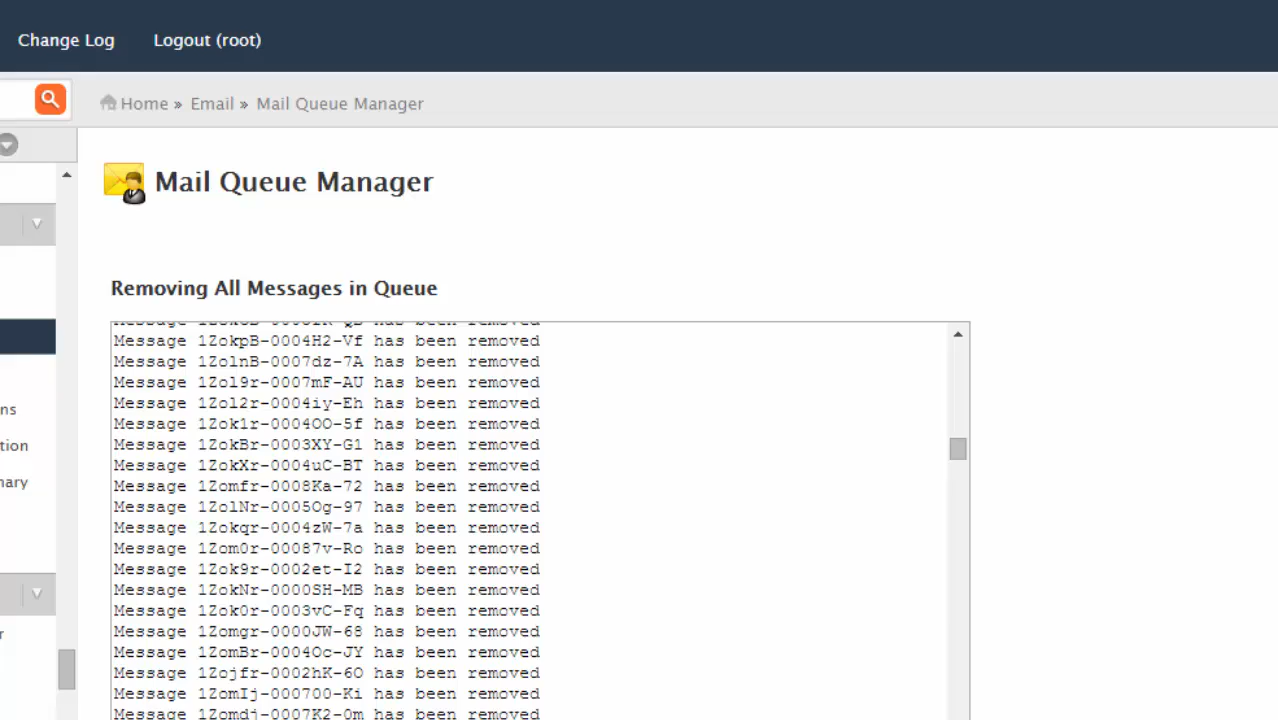 Change Log
Logout (root)
Home » Email » Mail Queue Manager
Mail Queue Manager
Removing All Messages in Queue
has been removed
Message 1ZokpB-0004H2-Vf has been removed
Message 1ZolnB-0007dz-7A has been removed
Message 1Zol9r-0007mF-AU has been removed
Message 1Zol2r-0004iy-Eh has been removed
Message 1Zok1r-0004OO-5f has been removed
Message 1ZokBr-0003XY-G1 has been removed
Message 1ZokXr-0004uC-BT has been removed
Message 1Zomfr-0008Ka-72 has been removed
Message 1ZolNr-0005Og-97 has been removed
Message 1Zokqr-0004zW-7a has been removed
Message 1Zom0r-00087v-Ro has been removed
Message 1Zok9r-0002et-I2 has been removed
Message 1ZokNr-0000SH-MB has been removed
Message 1Zok0r-0003vC-Fq has been removed
Message 1Zomgr-0000JW-68 has been removed
Message 1ZomBr-0004Oc-JY has been removed
Message 1Zojfr-0002hK-6O has been removed
Message 1ZomIj-000700-Ki has been removed
Message 1Zomdj-0007K2-0m has been removed
ns
tion
nary
r